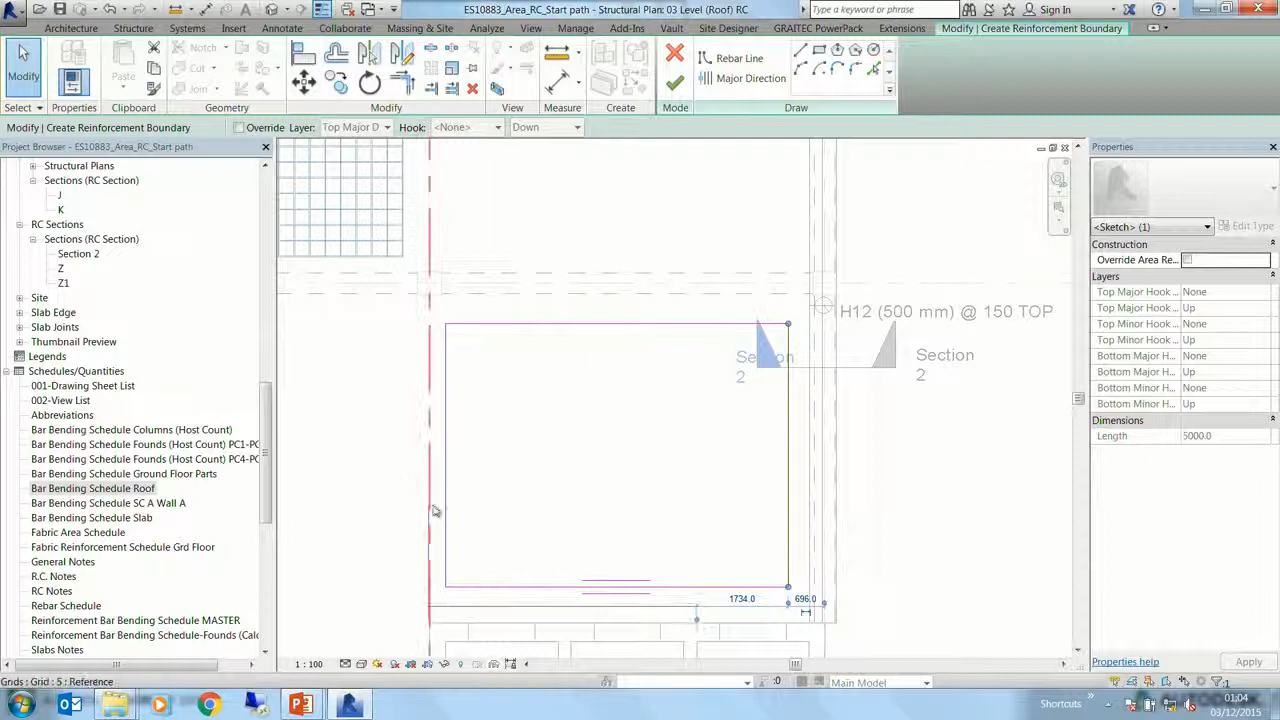 ES10883_Area_RC_Start path - Structural Plan: 03 Level (Roof) RC
Type a keyword or phrase
Sign In
Architecture Structure Systems Insert Annotate Collaborate Massing & Site Analyze View Manage Add-Ins Vault Site Designer GRAITEC PowerPack Extensions Modify | Create Reinforcement Boundary
Notch
Rebar Line
Modify Paste Cut
Major Direction
Join
Select Properties Clipboard Geometry Modify View Measure Create Mode Draw
Modify | Create Reinforcement Boundary Override Layer: Top Major D Hook: <None> Down
Project Browser - ES10883_Area_RC_Start path
Properties
Structural Plans
Sections (RC Section)
J
K
RC Sections
Sections (RC Section)
Section 2
Z
Z1
Site
Slab Edge
Slab Joints
Thumbnail Preview
Legends
Schedules/Quantities
001-Drawing Sheet List
002-View List
Abbreviations
Bar Bending Schedule Columns (Host Count)
Bar Bending Schedule Founds (Host Count) PC1-PC
Bar Bending Schedule Founds (Host Count) PC4-PC
Bar Bending Schedule Ground Floor Parts
Bar Bending Schedule Roof
Bar Bending Schedule SC A Wall A
Bar Bending Schedule Slab
Fabric Area Schedule
Fabric Reinforcement Schedule Grd Floor
General Notes
R.C. Notes
RC Notes
Rebar Schedule
Reinforcement Bar Bending Schedule MASTER
Reinforcement Bar Bending Schedule-Founds (Calc
Slabs Notes
H12 (500 mm) @ 150 TOP
Section
2
Section
2
1734.0 696.0
1 : 100
<Sketch> (1) Edit Type
Construction
Override Area Re...
Layers
Top Major Hook ... None
Top Major Hook ... Up
Top Minor Hook ... None
Top Minor Hook ... Up
Bottom Major H... None
Bottom Major H... Up
Bottom Minor H... None
Bottom Minor H... Up
Dimensions
Length 5000.0
Properties help Apply
Grids : Grid : 5 : Reference
:0 Main Model :1
Shortcuts
01:04
03/12/2015